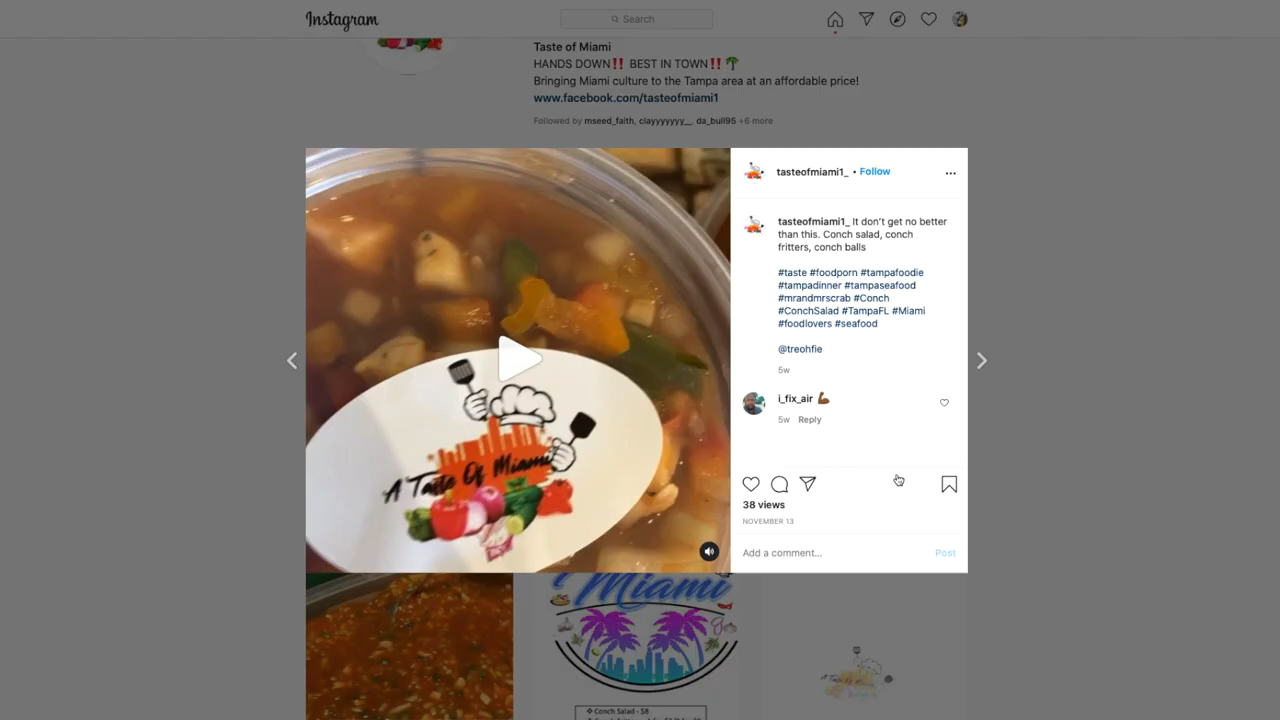 Instagram
Search
Taste of Miami
HANDS DOWN‼️ BEST IN TOWN‼️🌴
Bringing Miami culture to the Tampa area at an affordable price!
www.facebook.com/tasteofmiami1
Followed by mseed_faith, clayyyyyyy__, da_bull95 +6 more
tasteofmiami1_ • Follow
tasteofmiami1_ It don't get no better
than this. Conch salad, conch
fritters, conch balls
#taste #foodporn #tampafoodie
#tampadinner #tampaseafood
#mrandmrscrab #Conch
#ConchSalad #TampaFL #Miami
#foodlovers #seafood
@treohfie
5w
i_fix_air 💪🏾
5w Reply
A Taste Of Miami
38 views
NOVEMBER 13
Add a comment...
Post
Miami
❖ Conch Salad - $8